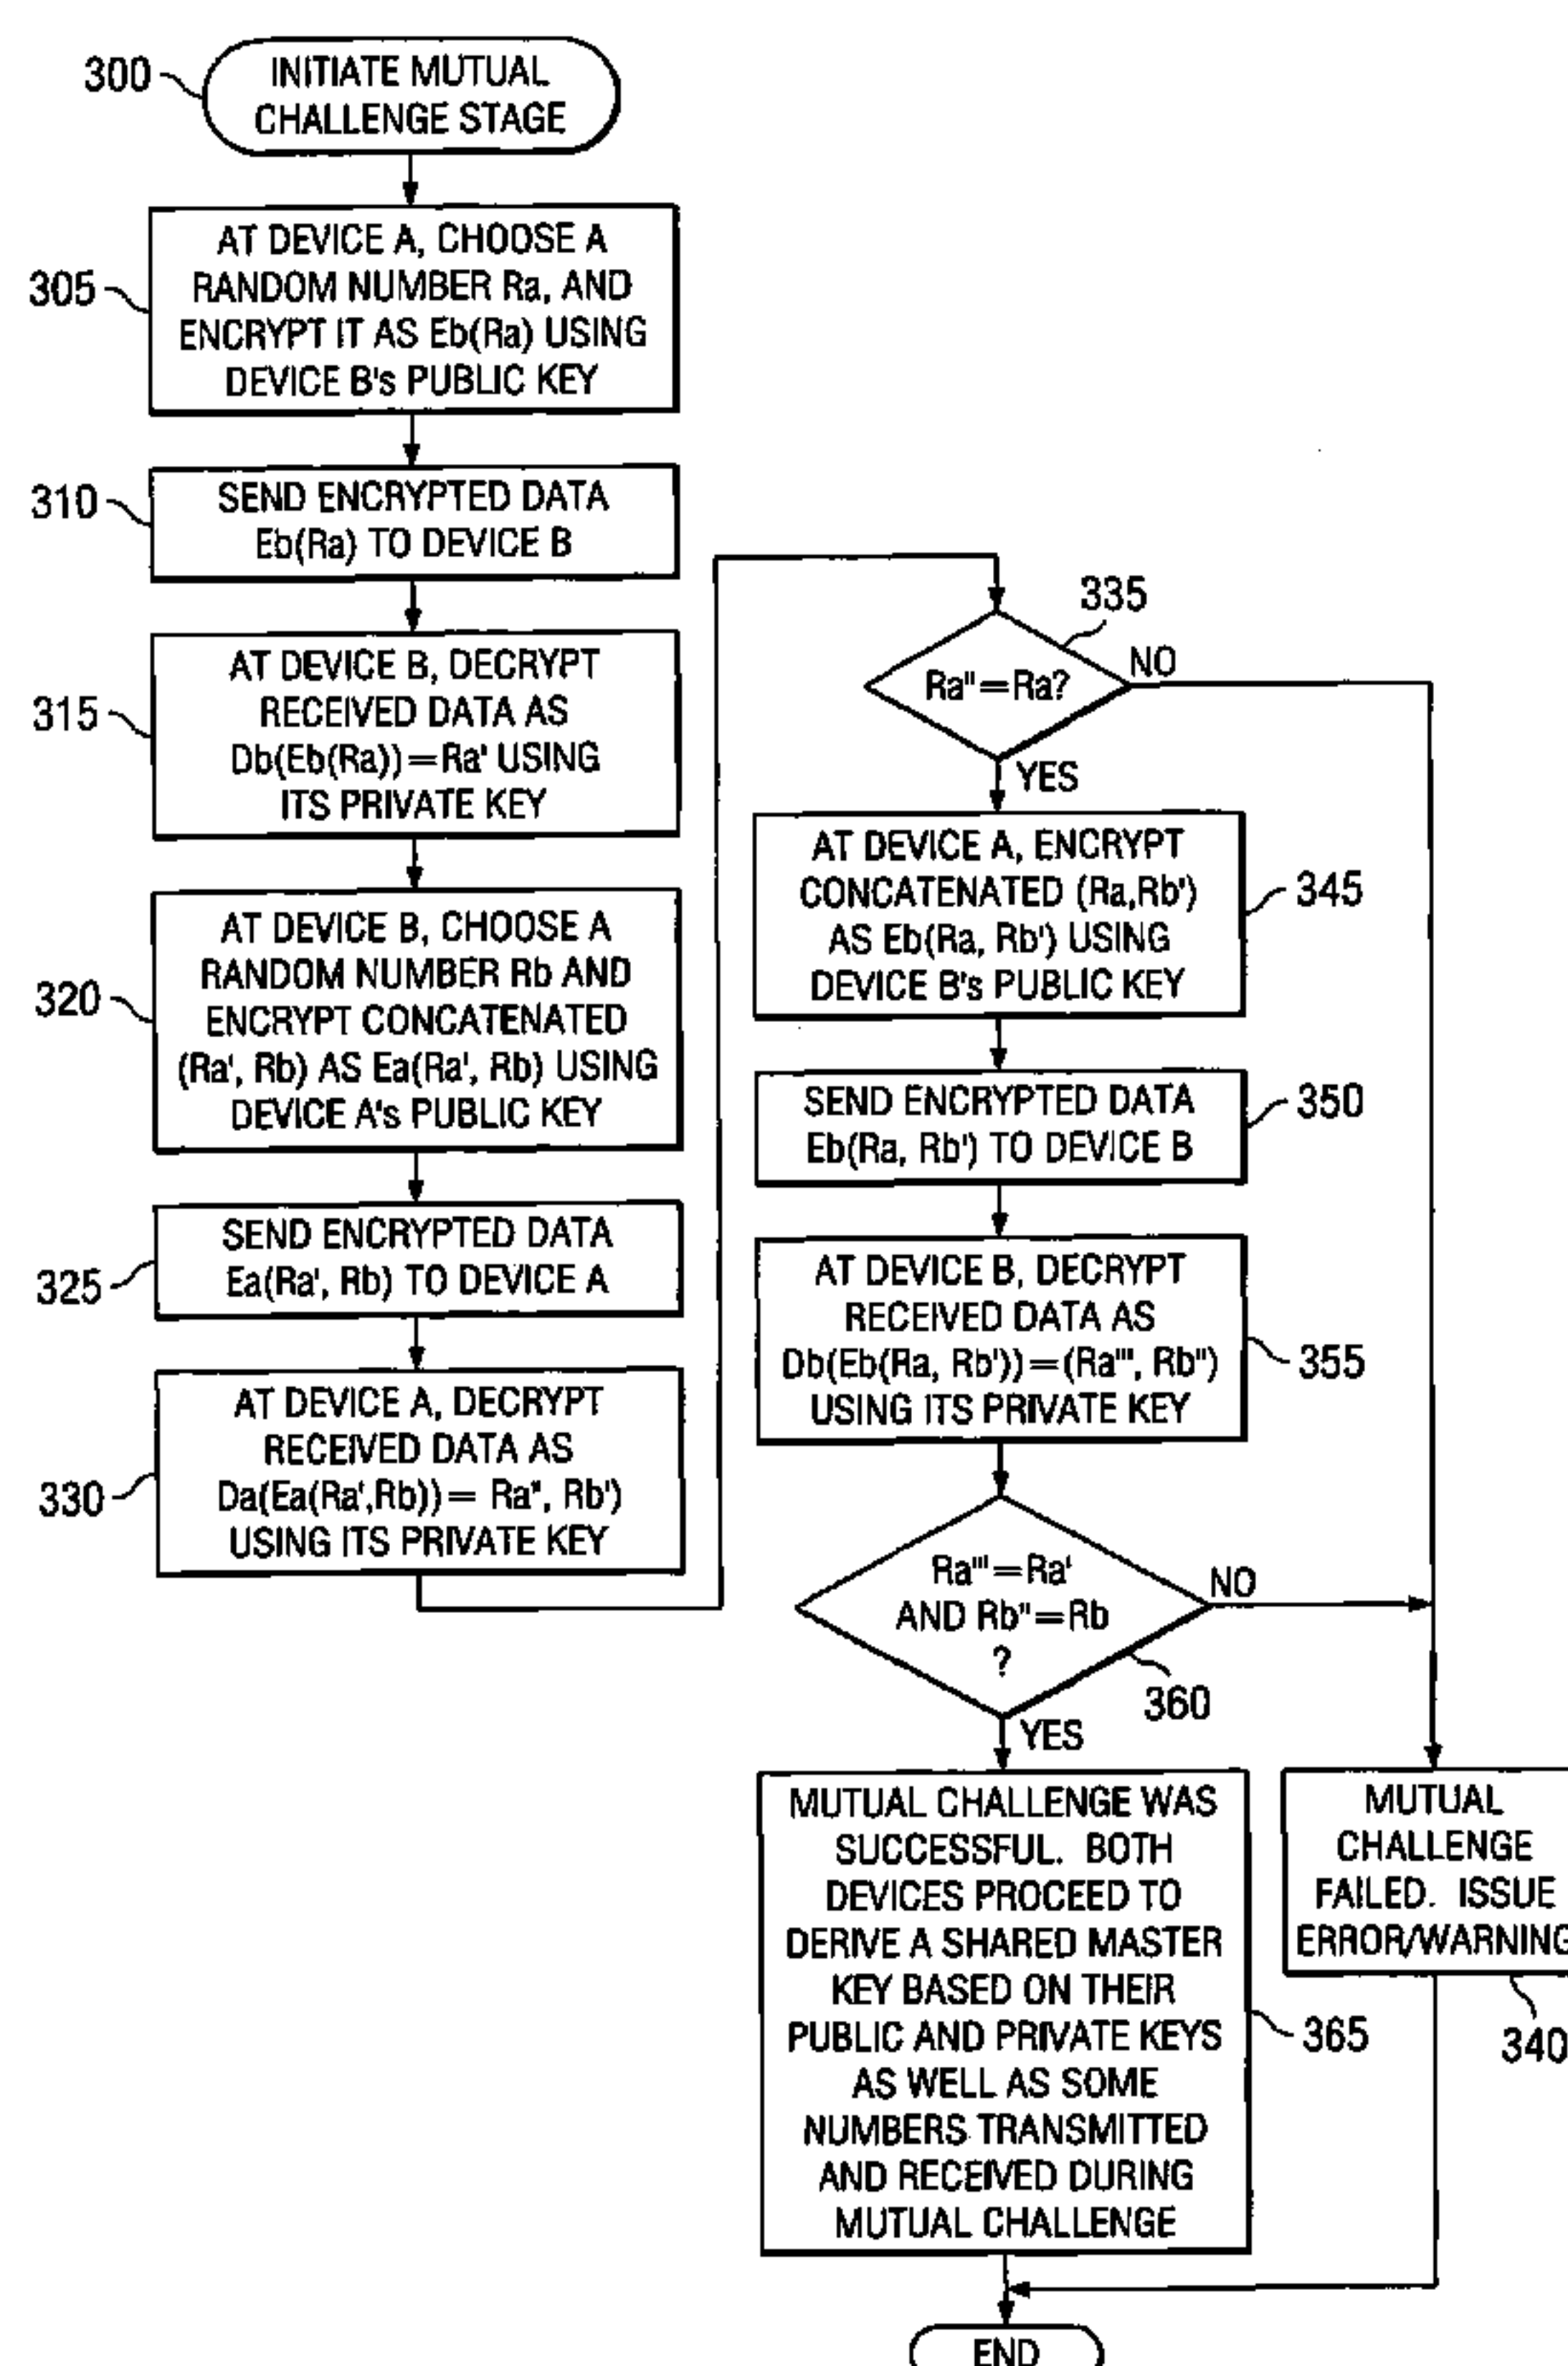 300
INITIATE MUTUAL
CHALLENGE STAGE
305
AT DEVICE A, CHOOSE A
RANDOM NUMBER Ra, AND
ENCRYPT IT AS Eb(Ra) USING
DEVICE B's PUBLIC KEY
310
SEND ENCRYPTED DATA
Eb(Ra) TO DEVICE B
315
AT DEVICE B, DECRYPT
RECEIVED DATA AS
Db(Eb(Ra))=Ra' USING
ITS PRIVATE KEY
320
AT DEVICE B, CHOOSE A
RANDOM NUMBER Rb AND
ENCRYPT CONCATENATED
(Ra', Rb) AS Ea(Ra', Rb) USING
DEVICE A's PUBLIC KEY
325
SEND ENCRYPTED DATA
Ea(Ra', Rb) TO DEVICE A
330
AT DEVICE A, DECRYPT
RECEIVED DATA AS
Da(Ea(Ra',Rb))= Ra", Rb')
USING ITS PRIVATE KEY
335
Ra"=Ra?
NO
YES
AT DEVICE A, ENCRYPT
CONCATENATED (Ra,Rb')
AS Eb(Ra, Rb') USING
DEVICE B's PUBLIC KEY
345
SEND ENCRYPTED DATA
Eb(Ra, Rb') TO DEVICE B
350
AT DEVICE B, DECRYPT
RECEIVED DATA AS
Db(Eb(Ra, Rb'))=(Ra"', Rb")
USING ITS PRIVATE KEY
355
Ra"'=Ra'
AND Rb"=Rb
?
NO
360
YES
MUTUAL CHALLENGE WAS
SUCCESSFUL. BOTH
DEVICES PROCEED TO
DERIVE A SHARED MASTER
KEY BASED ON THEIR
PUBLIC AND PRIVATE KEYS
AS WELL AS SOME
NUMBERS TRANSMITTED
AND RECEIVED DURING
MUTUAL CHALLENGE
365
MUTUAL
CHALLENGE
FAILED. ISSUE
ERROR/WARNING
340
END